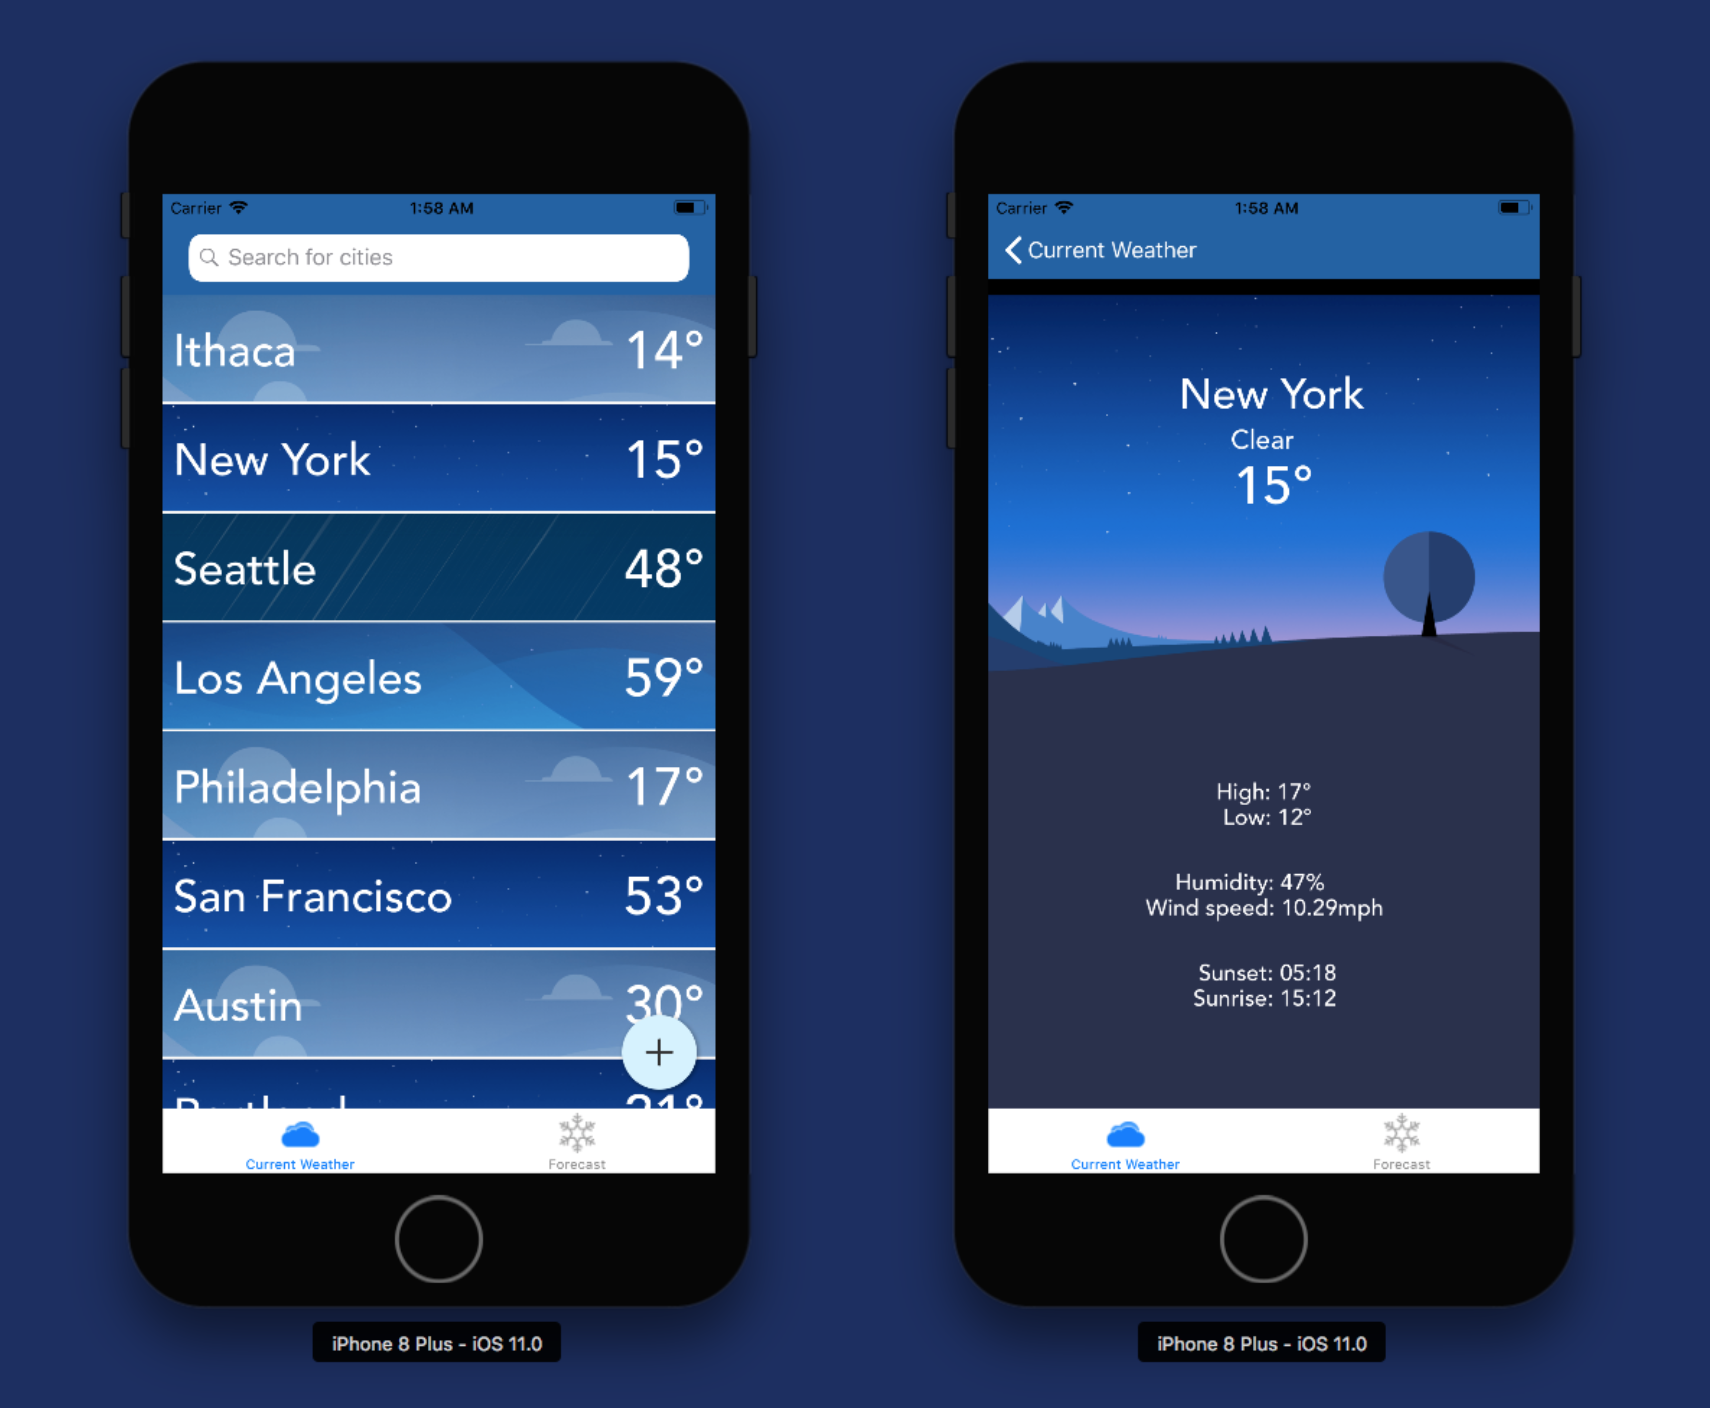 Carrier 1:58 AM
Search for cities
Ithaca 14°
New York 15°
Seattle 48°
Los Angeles 59°
Philadelphia 17°
San Francisco 53°
Austin 30°
Current Weather Forecast
iPhone 8 Plus - iOS 11.0
Carrier 1:58 AM
Current Weather
New York
Clear
15°
High: 17°
Low: 12°
Humidity: 47%
Wind speed: 10.29mph
Sunset: 05:18
Sunrise: 15:12
Current Weather Forecast
iPhone 8 Plus - iOS 11.0